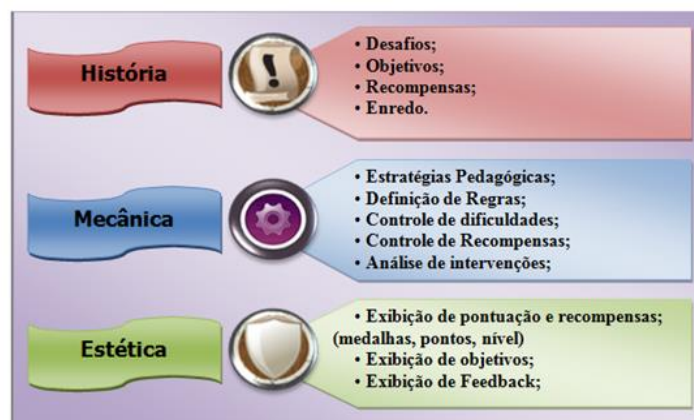 História
• Desafios;
• Objetivos;
• Recompensas;
• Enredo.
Mecânica
• Estratégias Pedagógicas;
• Definição de Regras;
• Controle de dificuldades;
• Controle de Recompensas;
• Análise de intervenções;
Estética
• Exibição de pontuação e recompensas;
(medalhas, pontos, nível)
• Exibição de objetivos;
• Exibição de Feedback;